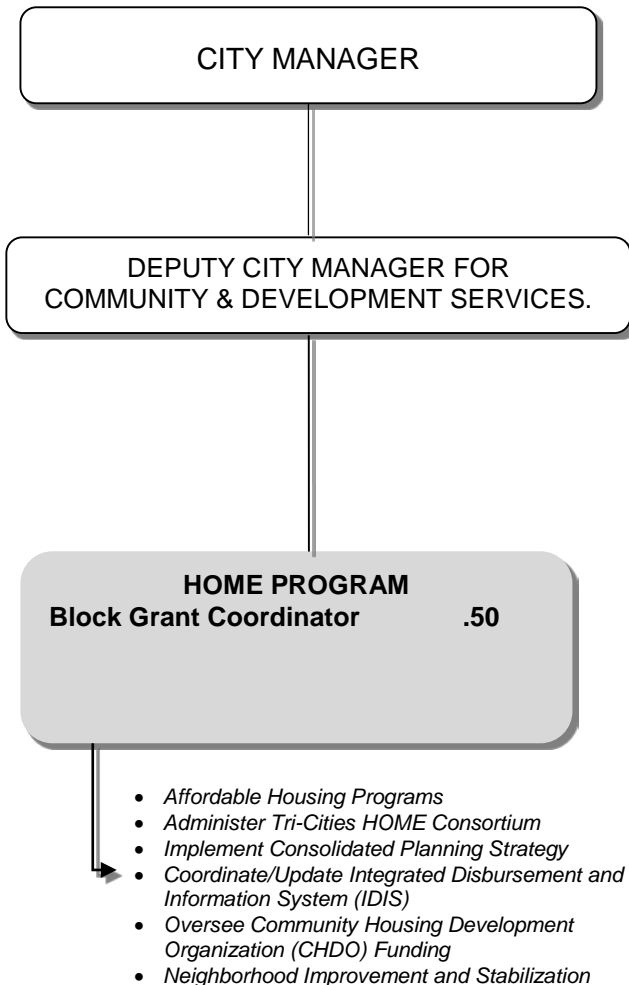 CITY MANAGER
DEPUTY CITY MANAGER FOR
COMMUNITY & DEVELOPMENT SERVICES.
HOME PROGRAM
Block Grant Coordinator .50
• Affordable Housing Programs
• Administer Tri-Cities HOME Consortium
• Implement Consolidated Planning Strategy
• Coordinate/Update Integrated Disbursement and
Information System (IDIS)
• Oversee Community Housing Development
Organization (CHDO) Funding
• Neighborhood Improvement and Stabilization